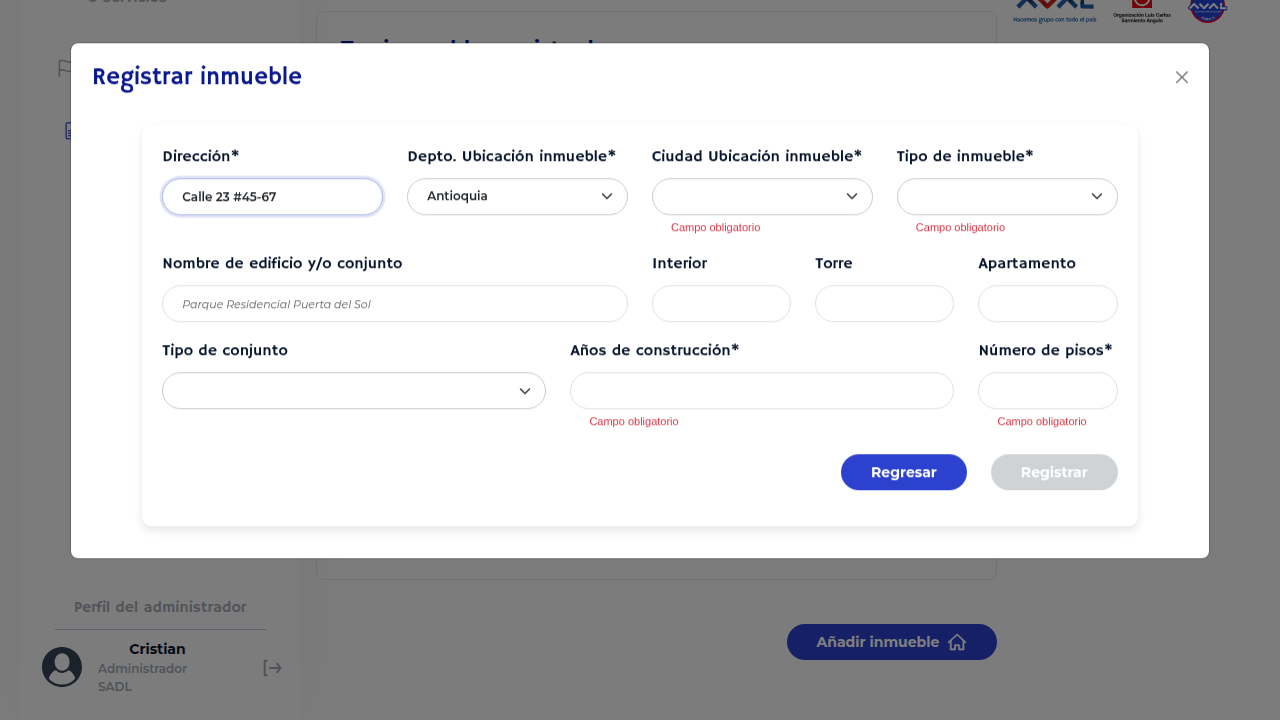 AVAL
Hacemos grupo con todo el país
Organización Luis Carlos
Sarmiento Angulo
AVAL
Registrar inmueble
Dirección*
Depto. Ubicación inmueble*
Ciudad Ubicación inmueble*
Tipo de inmueble*
Calle 23 #45-67
Antioquia
Campo obligatorio
Campo obligatorio
Nombre de edificio y/o conjunto
Interior
Torre
Apartamento
Parque Residencial Puerta del Sol
Tipo de conjunto
Años de construcción*
Número de pisos*
Campo obligatorio
Campo obligatorio
Regresar
Registrar
Perfil del administrador
Cristian
Administrador
SADL
Añadir inmueble